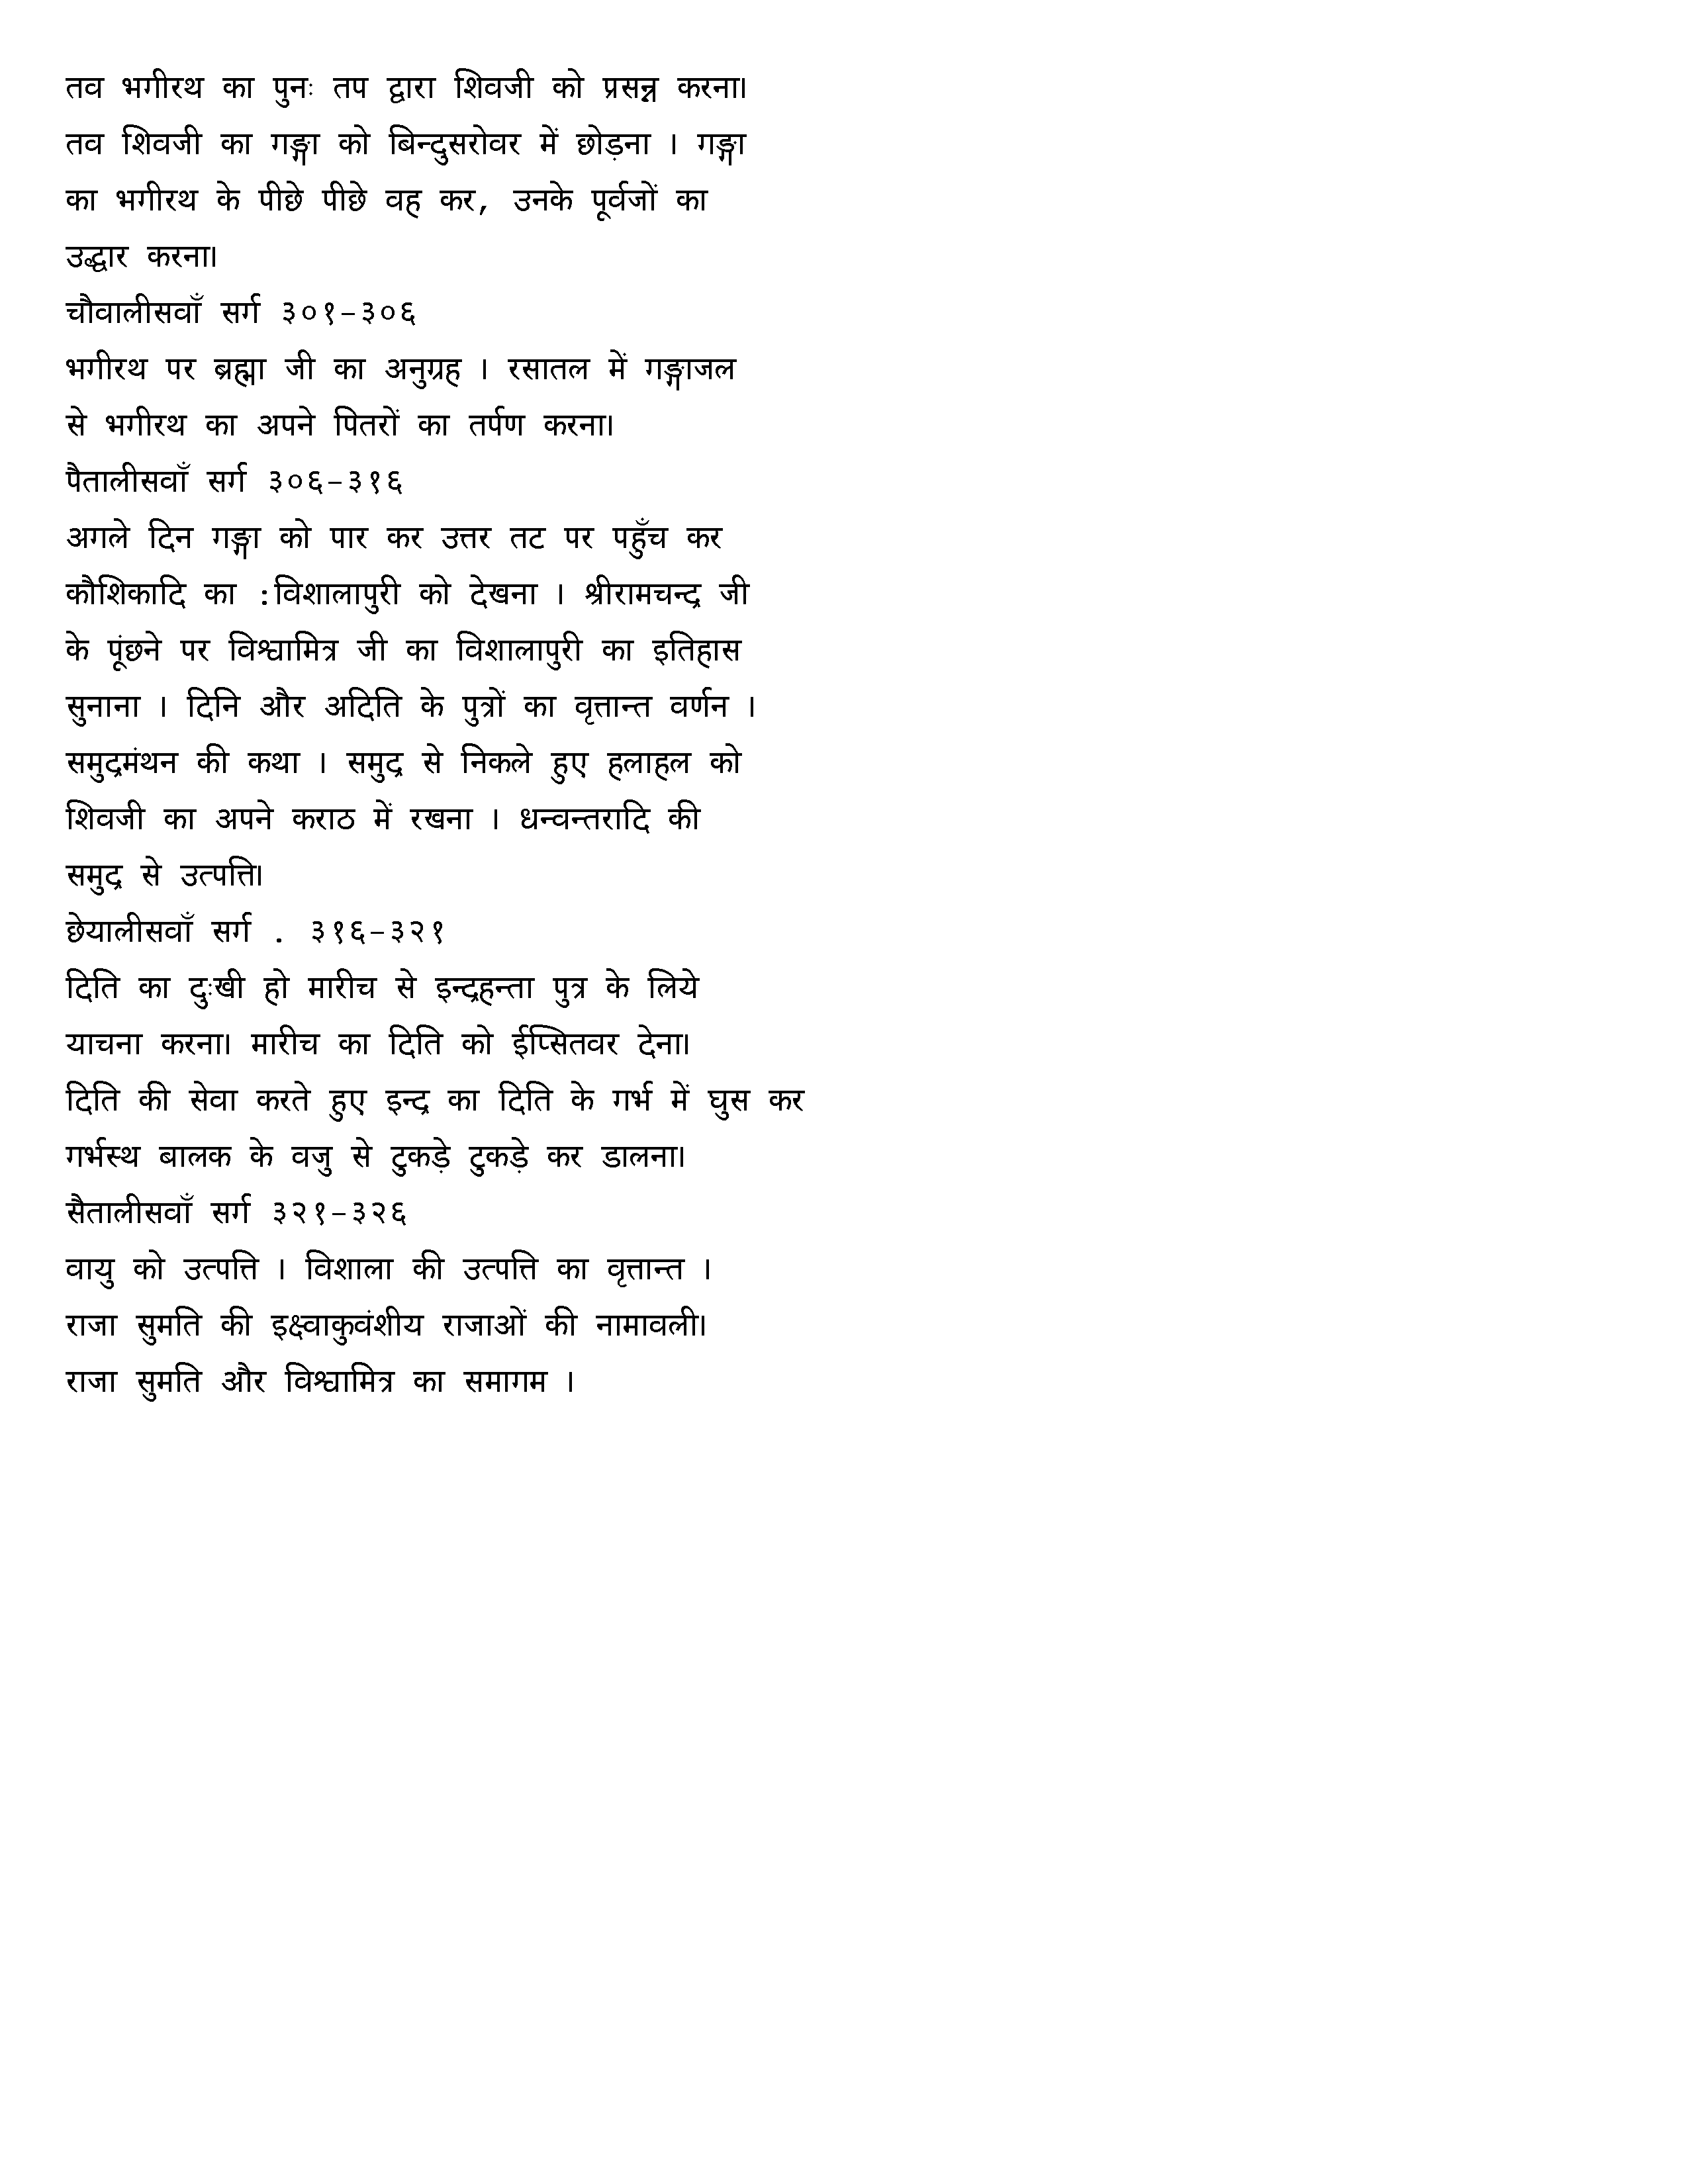 तव भगीरथ का पुनः तप द्वारा शिवजी को प्रसन्न करना।
तव शिवजी का गङ्गा को बिन्दुसरोवर में छोड़ना । गङ्गा
का भगीरथ के पीछे पीछे वह कर, उनके पूर्वजों का
उद्धार करना।
चौवालीसवाँ सर्ग ३०१-३०६
भगीरथ पर ब्रह्मा जी का अनुग्रह । रसातल में गङ्गाजल
से भगीरथ का अपने पितरों का तर्पण करना।
पैतालीसवाँ सर्ग ३०६-३१६
अगले दिन गङ्गा को पार कर उत्तर तट पर पहुँच कर
कौशिकादि का :विशालापुरी को देखना । श्रीरामचन्द्र जी
के पूंछने पर विश्वामित्र जी का विशालापुरी का इतिहास
सुनाना । दिनि और अदिति के पुत्रों का वृत्तान्त वर्णन ।
समुद्रमंथन की कथा । समुद्र से निकले हुए हलाहल को
शिवजी का अपने कराठ में रखना । धन्वन्तरादि की
समुद्र से उत्पत्ति।
छेयालीसवाँ सर्ग . ३१६-३२१
दिति का दुःखी हो मारीच से इन्द्रहन्ता पुत्र के लिये
याचना करना। मारीच का दिति को ईप्सितवर देना।
दिति की सेवा करते हुए इन्द्र का दिति के गर्भ में घुस कर
गर्भस्थ बालक के वजु से टुकड़े टुकड़े कर डालना।
सैतालीसवाँ सर्ग ३२१-३२६
वायु को उत्पत्ति । विशाला की उत्पत्ति का वृत्तान्त ।
राजा सुमति की इक्ष्वाकुवंशीय राजाओं की नामावली।
राजा सुमति और विश्वामित्र का समागम ।